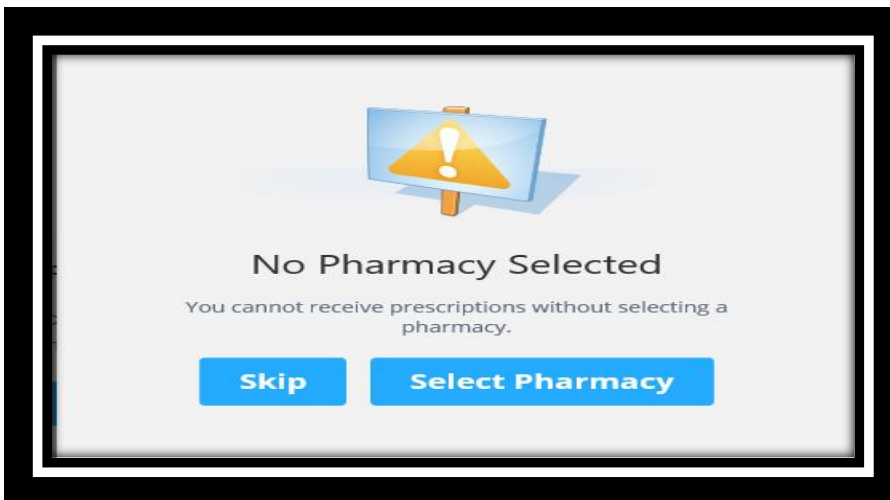 No Pharmacy Selected
You cannot receive prescriptions without selecting a
pharmacy.
Skip
Select Pharmacy